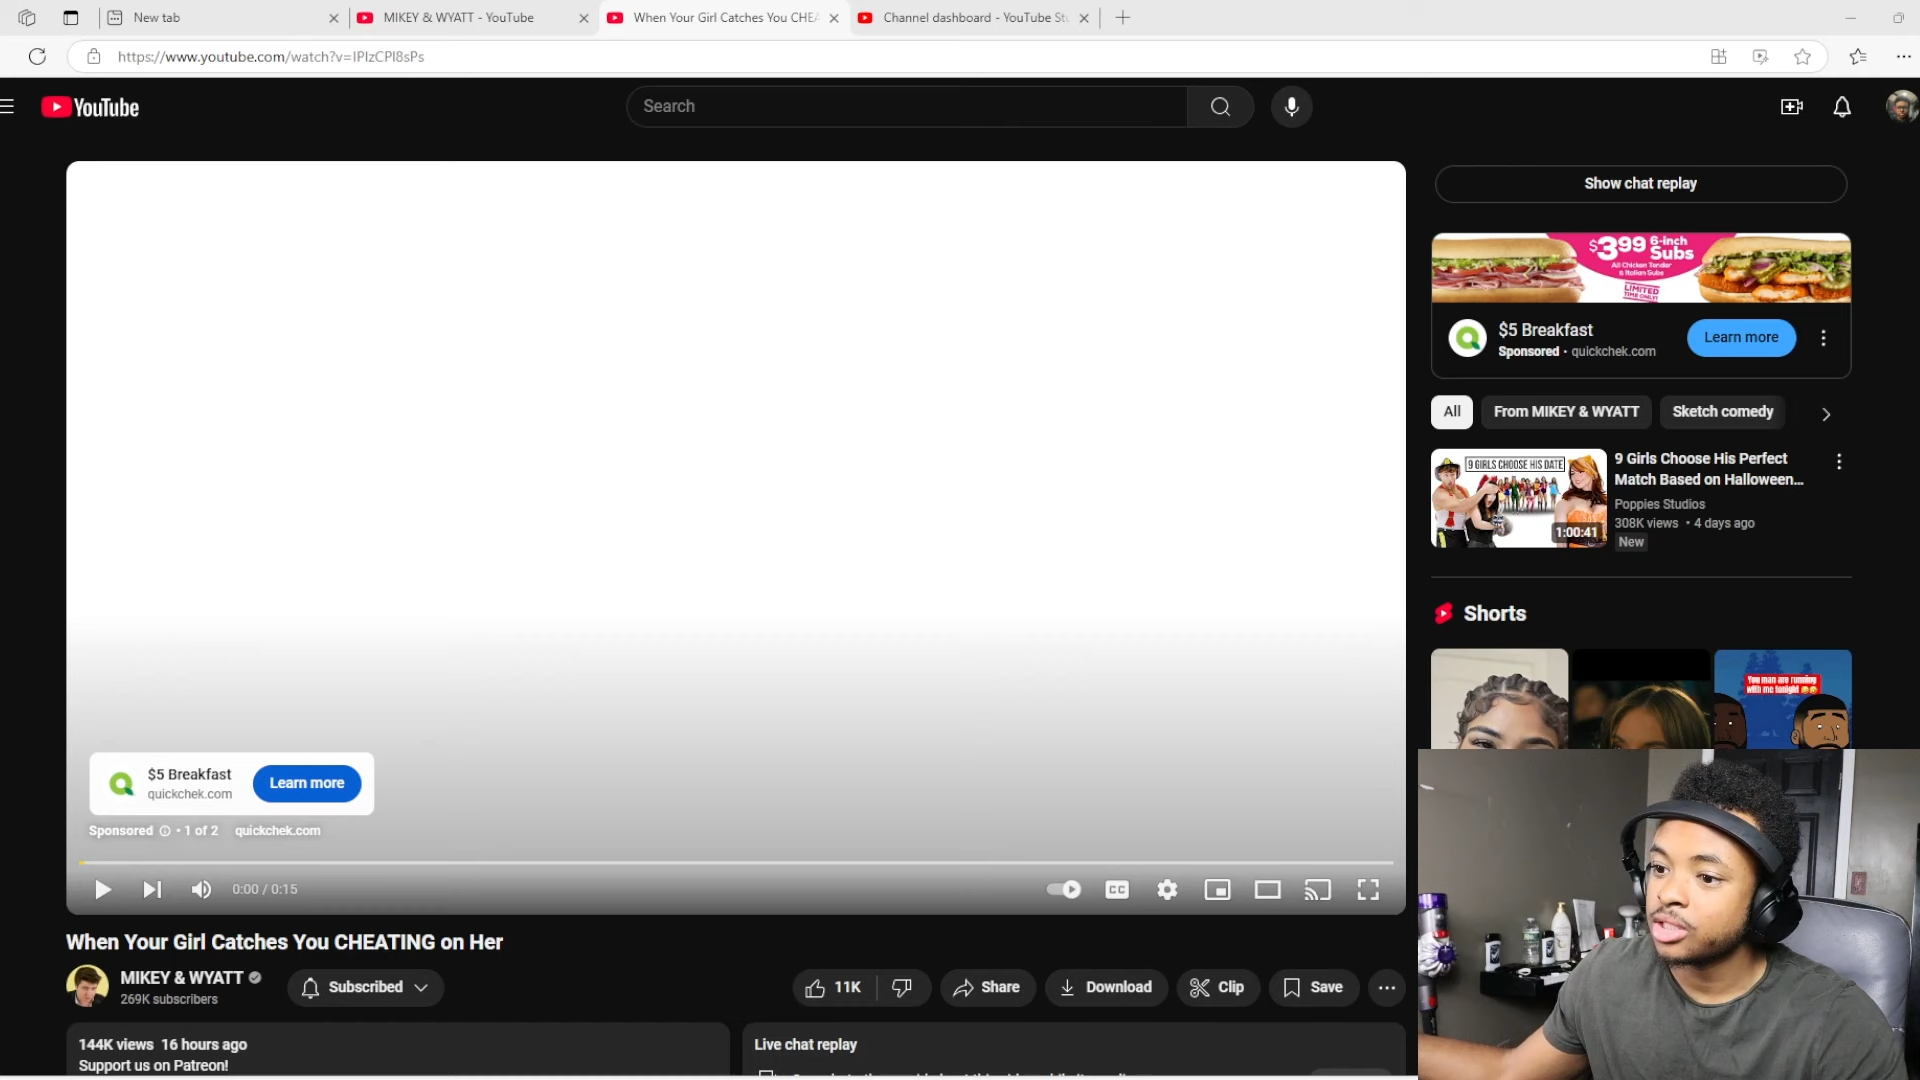 New tab
MIKEY & WYATT - YouTube
When Your Girl Catches You CHEA
Channel dashboard - YouTube St
https://www.youtube.com/watch?v=IPIzCPI8sPs
YouTube
Search
Show chat replay
$3.99 6-inch Subs
All Chicken Tender
& Italian Subs
LIMITED
TIME ONLY!
$5 Breakfast
Sponsored • quickchek.com
Learn more
All
From MIKEY & WYATT
Sketch comedy
9 GIRLS CHOOSE HIS DATE
1:00:41
9 Girls Choose His Perfect
Match Based on Halloween...
Poppies Studios
308K views • 4 days ago
New
Shorts
You man are running
with me tonight
$5 Breakfast
quickchek.com
Learn more
Sponsored • 1 of 2 quickchek.com
0:00 / 0:15
CC
When Your Girl Catches You CHEATING on Her
MIKEY & WYATT
269K subscribers
Subscribed
11K
Share
Download
Clip
Save
144K views 16 hours ago
Support us on Patreon!
Live chat replay